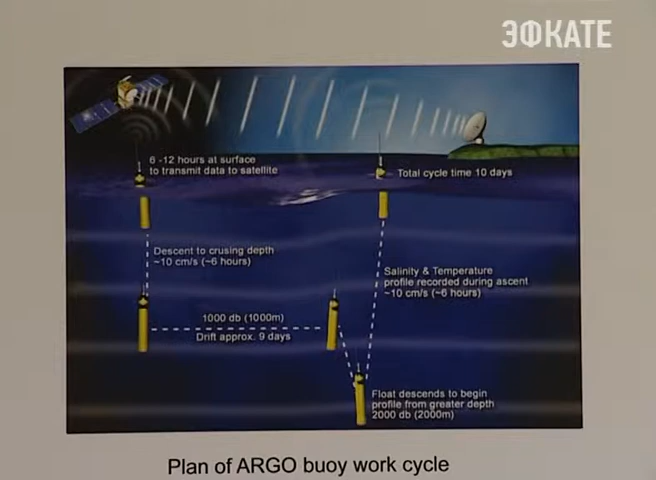 ЭФКАТЕ
6 -12 hours at surface
to transmit data to satellite
Total cycle time 10 days
Descent to crusing depth
~10 cm/s (~6 hours)
Salinity & Temperature
profile recorded during ascent
~10 cm/s (~6 hours)
1000 db (1000m)
Drift approx. 9 days
Float descends to begin
profile from greater depth
2000 db (2000m)
Plan of ARGO buoy work cycle